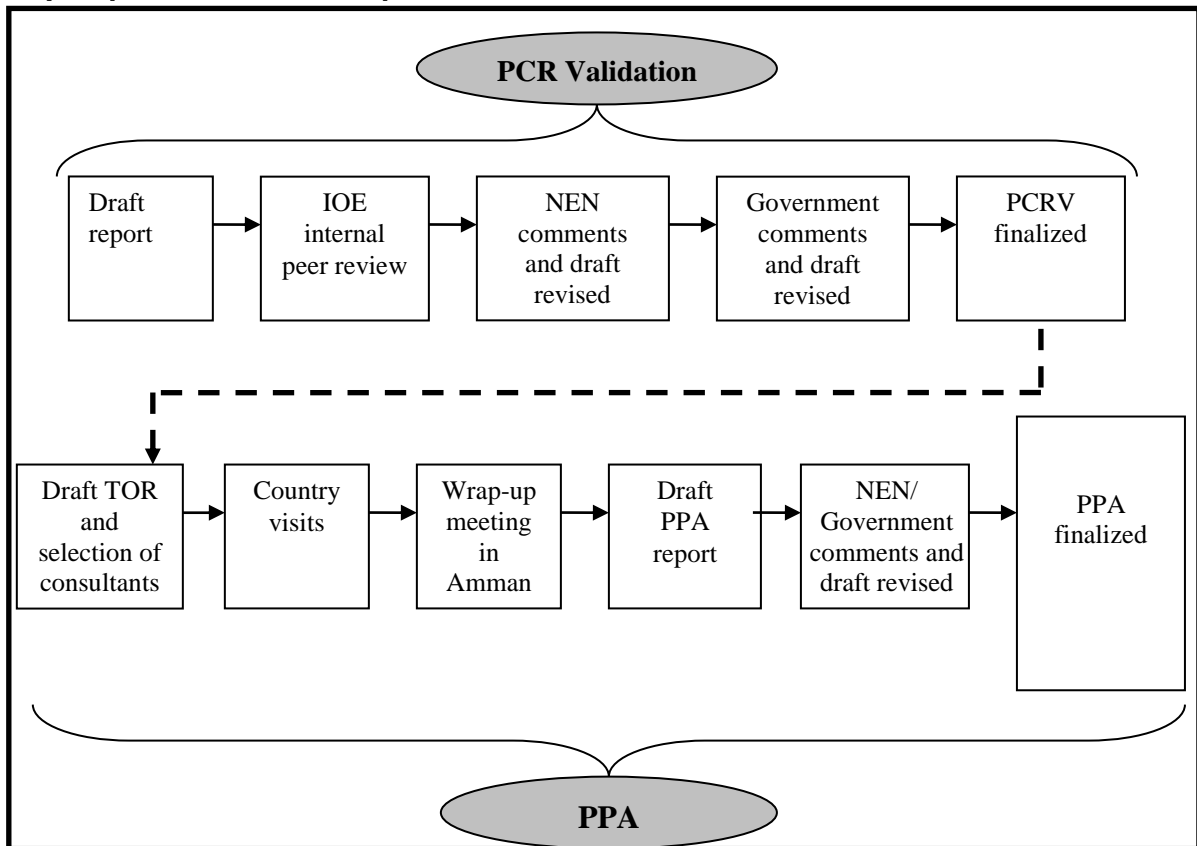 PCR Validation
Draft
report
IOE
internal
peer review
NEN
comments
and draft
revised
Government
comments
and draft
revised
PCRV
finalized
Draft TOR
and
selection of
consultants
Country
visits
Wrap-up
meeting
in
Amman
Draft
PPA
report
NEN/
Government
comments and
draft revised
PPA
finalized
PPA